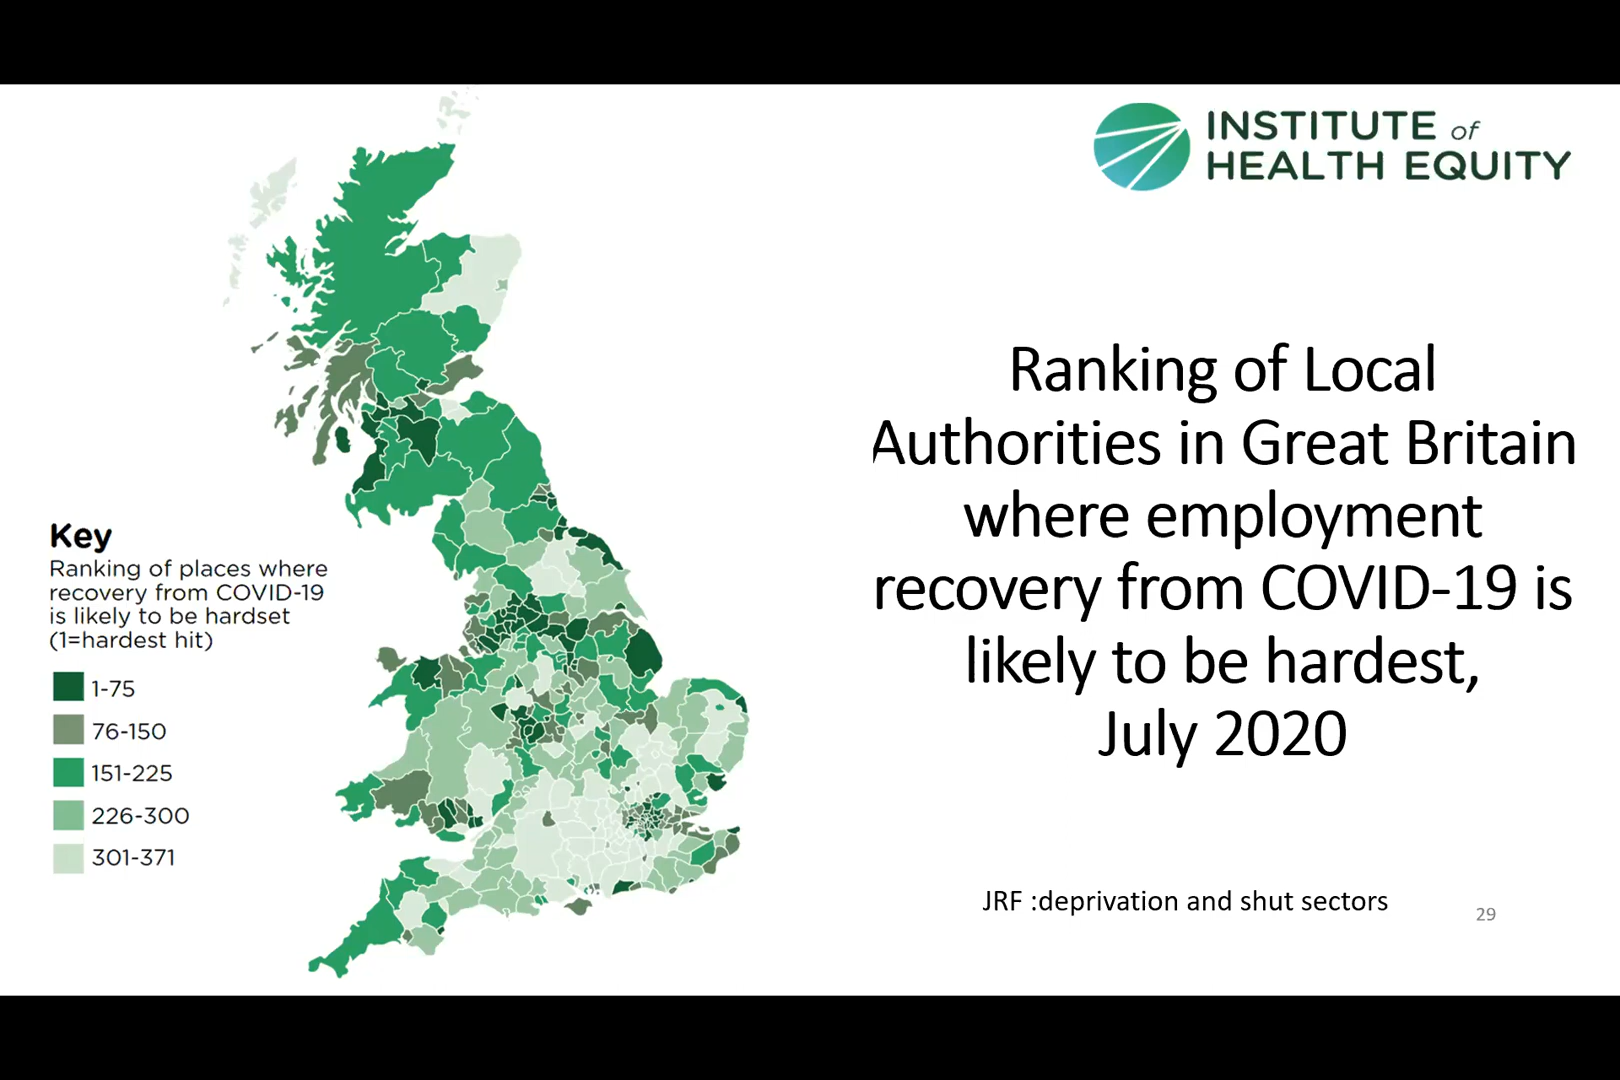 INSTITUTE of
HEALTH EQUITY
Ranking of Local
Authorities in Great Britain
where employment
recovery from COVID-19 is
likely to be hardest,
July 2020
Key
Ranking of places where
recovery from COVID-19
is likely to be hardset
(1=hardest hit)
1-75
76-150
151-225
226-300
301-371
JRF :deprivation and shut sectors
29